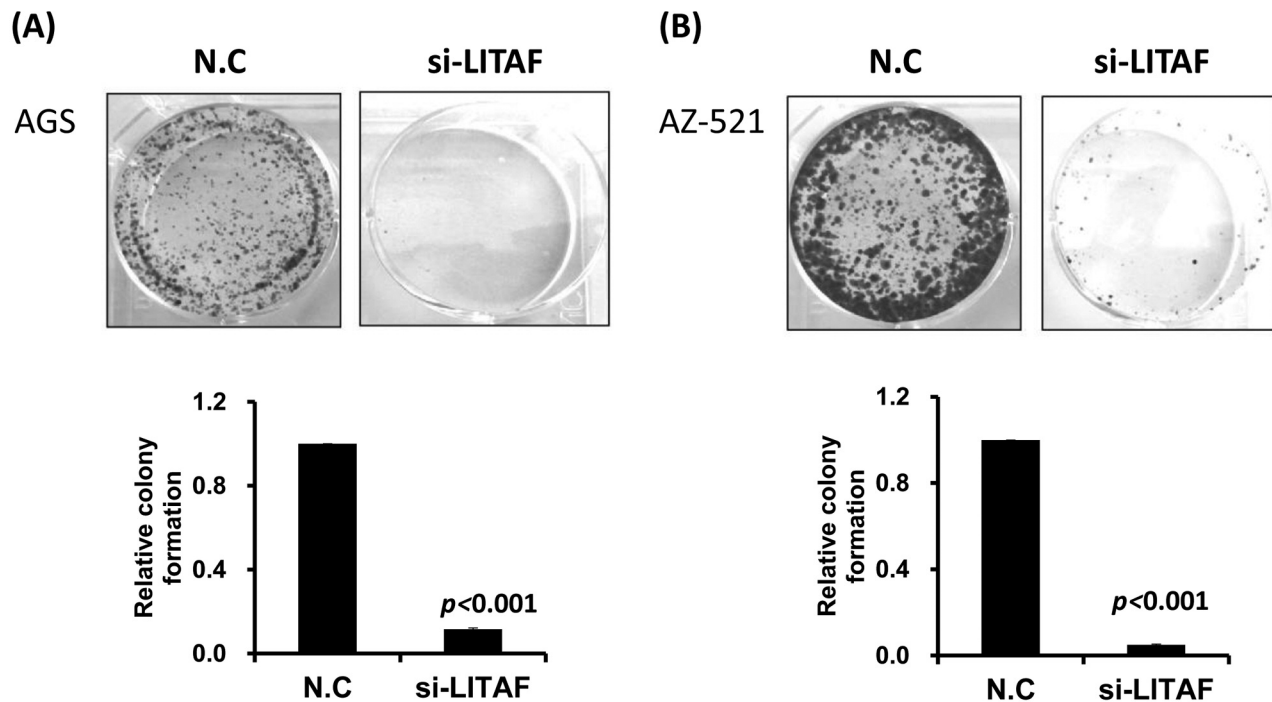 (A)
N.C
si-LITAF
AGS
(B)
N.C
si-LITAF
AZ-521
Relative colony
formation
1.2
0.8
0.4
0.0
p<0.001
N.C
si-LITAF
Relative colony
formation
1.2
0.8
0.4
0.0
p<0.001
N.C
si-LITAF